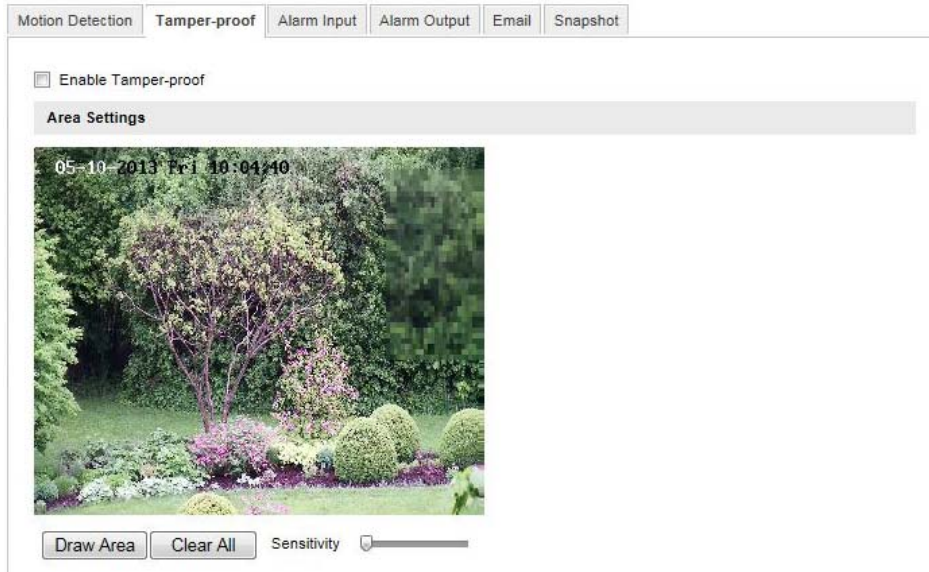 Motion Detection Tamper-proof Alarm Input Alarm Output Email Snapshot
Enable Tamper-proof
Area Settings
05-10-2013 Fri 10:04:40
Draw Area Clear All Sensitivity